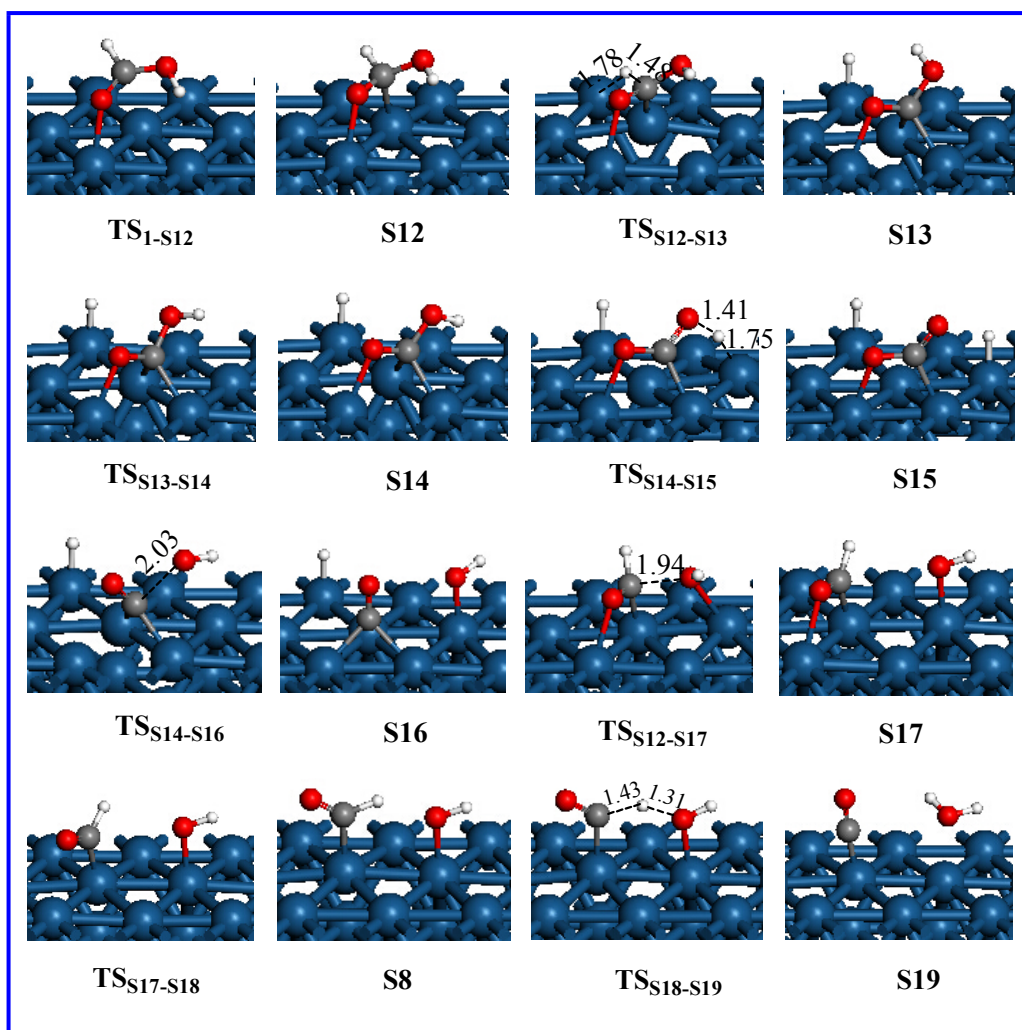 1.78 1.48
TS1-S12 S12 TSS12-S13 S13
1.41
1.75
TSS13-S14 S14 TSS14-S15 S15
2.03
1.94
TSS14-S16 S16 TSS12-S17 S17
1.43 1.31
TSS17-S18 S8 TSS18-S19 S19